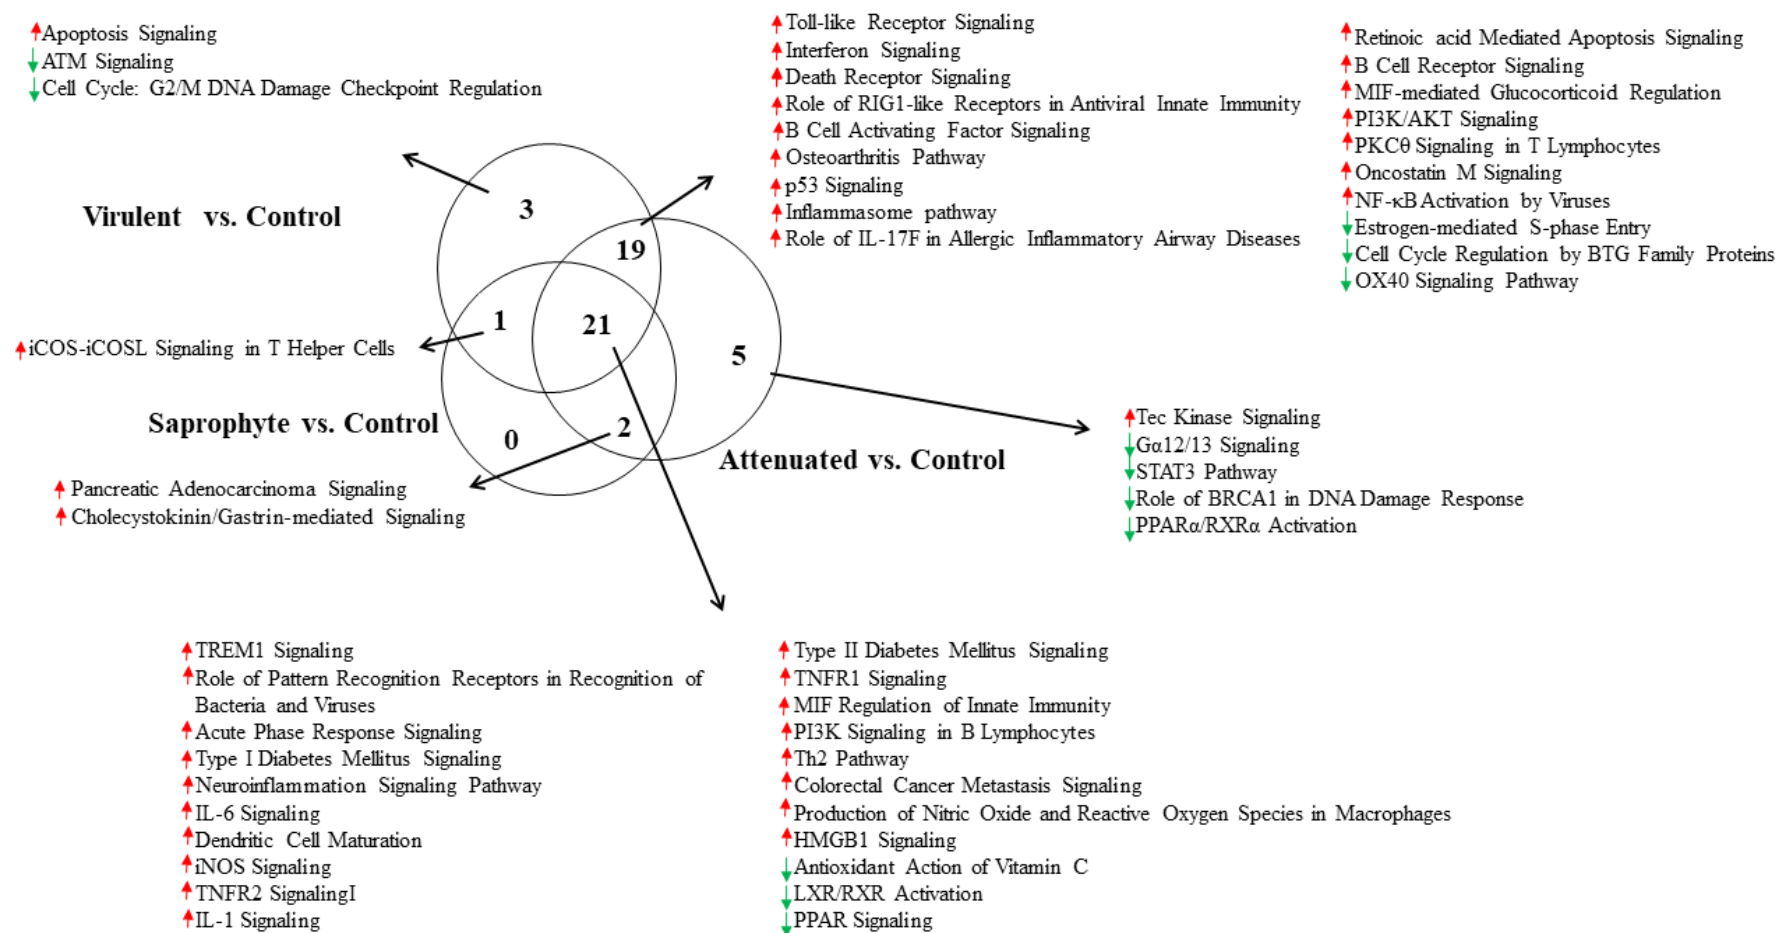 Apoptosis Signaling
ATM Signaling
Cell Cycle: G2/M DNA Damage Checkpoint Regulation
Toll-like Receptor Signaling
Interferon Signaling
Death Receptor Signaling
Role of RIG1-like Receptors in Antiviral Innate Immunity
B Cell Activating Factor Signaling
Osteoarthritis Pathway
p53 Signaling
Inflammasome pathway
Role of IL-17F in Allergic Inflammatory Airway Diseases
Retinoic acid Mediated Apoptosis Signaling
B Cell Receptor Signaling
MIF-mediated Glucocorticoid Regulation
PI3K/AKT Signaling
PKCθ Signaling in T Lymphocytes
Oncostatin M Signaling
NF-κB Activation by Viruses
Estrogen-mediated S-phase Entry
Cell Cycle Regulation by BTG Family Proteins
OX40 Signaling Pathway
Virulent vs. Control
3
19
1
21
5
iCOS-iCOSL Signaling in T Helper Cells
Saprophyte vs. Control
0
2
Attenuated vs. Control
Pancreatic Adenocarcinoma Signaling
Cholecystokinin/Gastrin-mediated Signaling
Tec Kinase Signaling
Gα12/13 Signaling
STAT3 Pathway
Role of BRCA1 in DNA Damage Response
PPARα/RXRα Activation
TREM1 Signaling
Role of Pattern Recognition Receptors in Recognition of
Bacteria and Viruses
Acute Phase Response Signaling
Type I Diabetes Mellitus Signaling
Neuroinflammation Signaling Pathway
IL-6 Signaling
Dendritic Cell Maturation
iNOS Signaling
TNFR2 SignalingI
IL-1 Signaling
Type II Diabetes Mellitus Signaling
TNFR1 Signaling
MIF Regulation of Innate Immunity
PI3K Signaling in B Lymphocytes
Th2 Pathway
Colorectal Cancer Metastasis Signaling
Production of Nitric Oxide and Reactive Oxygen Species in Macrophages
HMGB1 Signaling
Antioxidant Action of Vitamin C
LXR/RXR Activation
PPAR Signaling